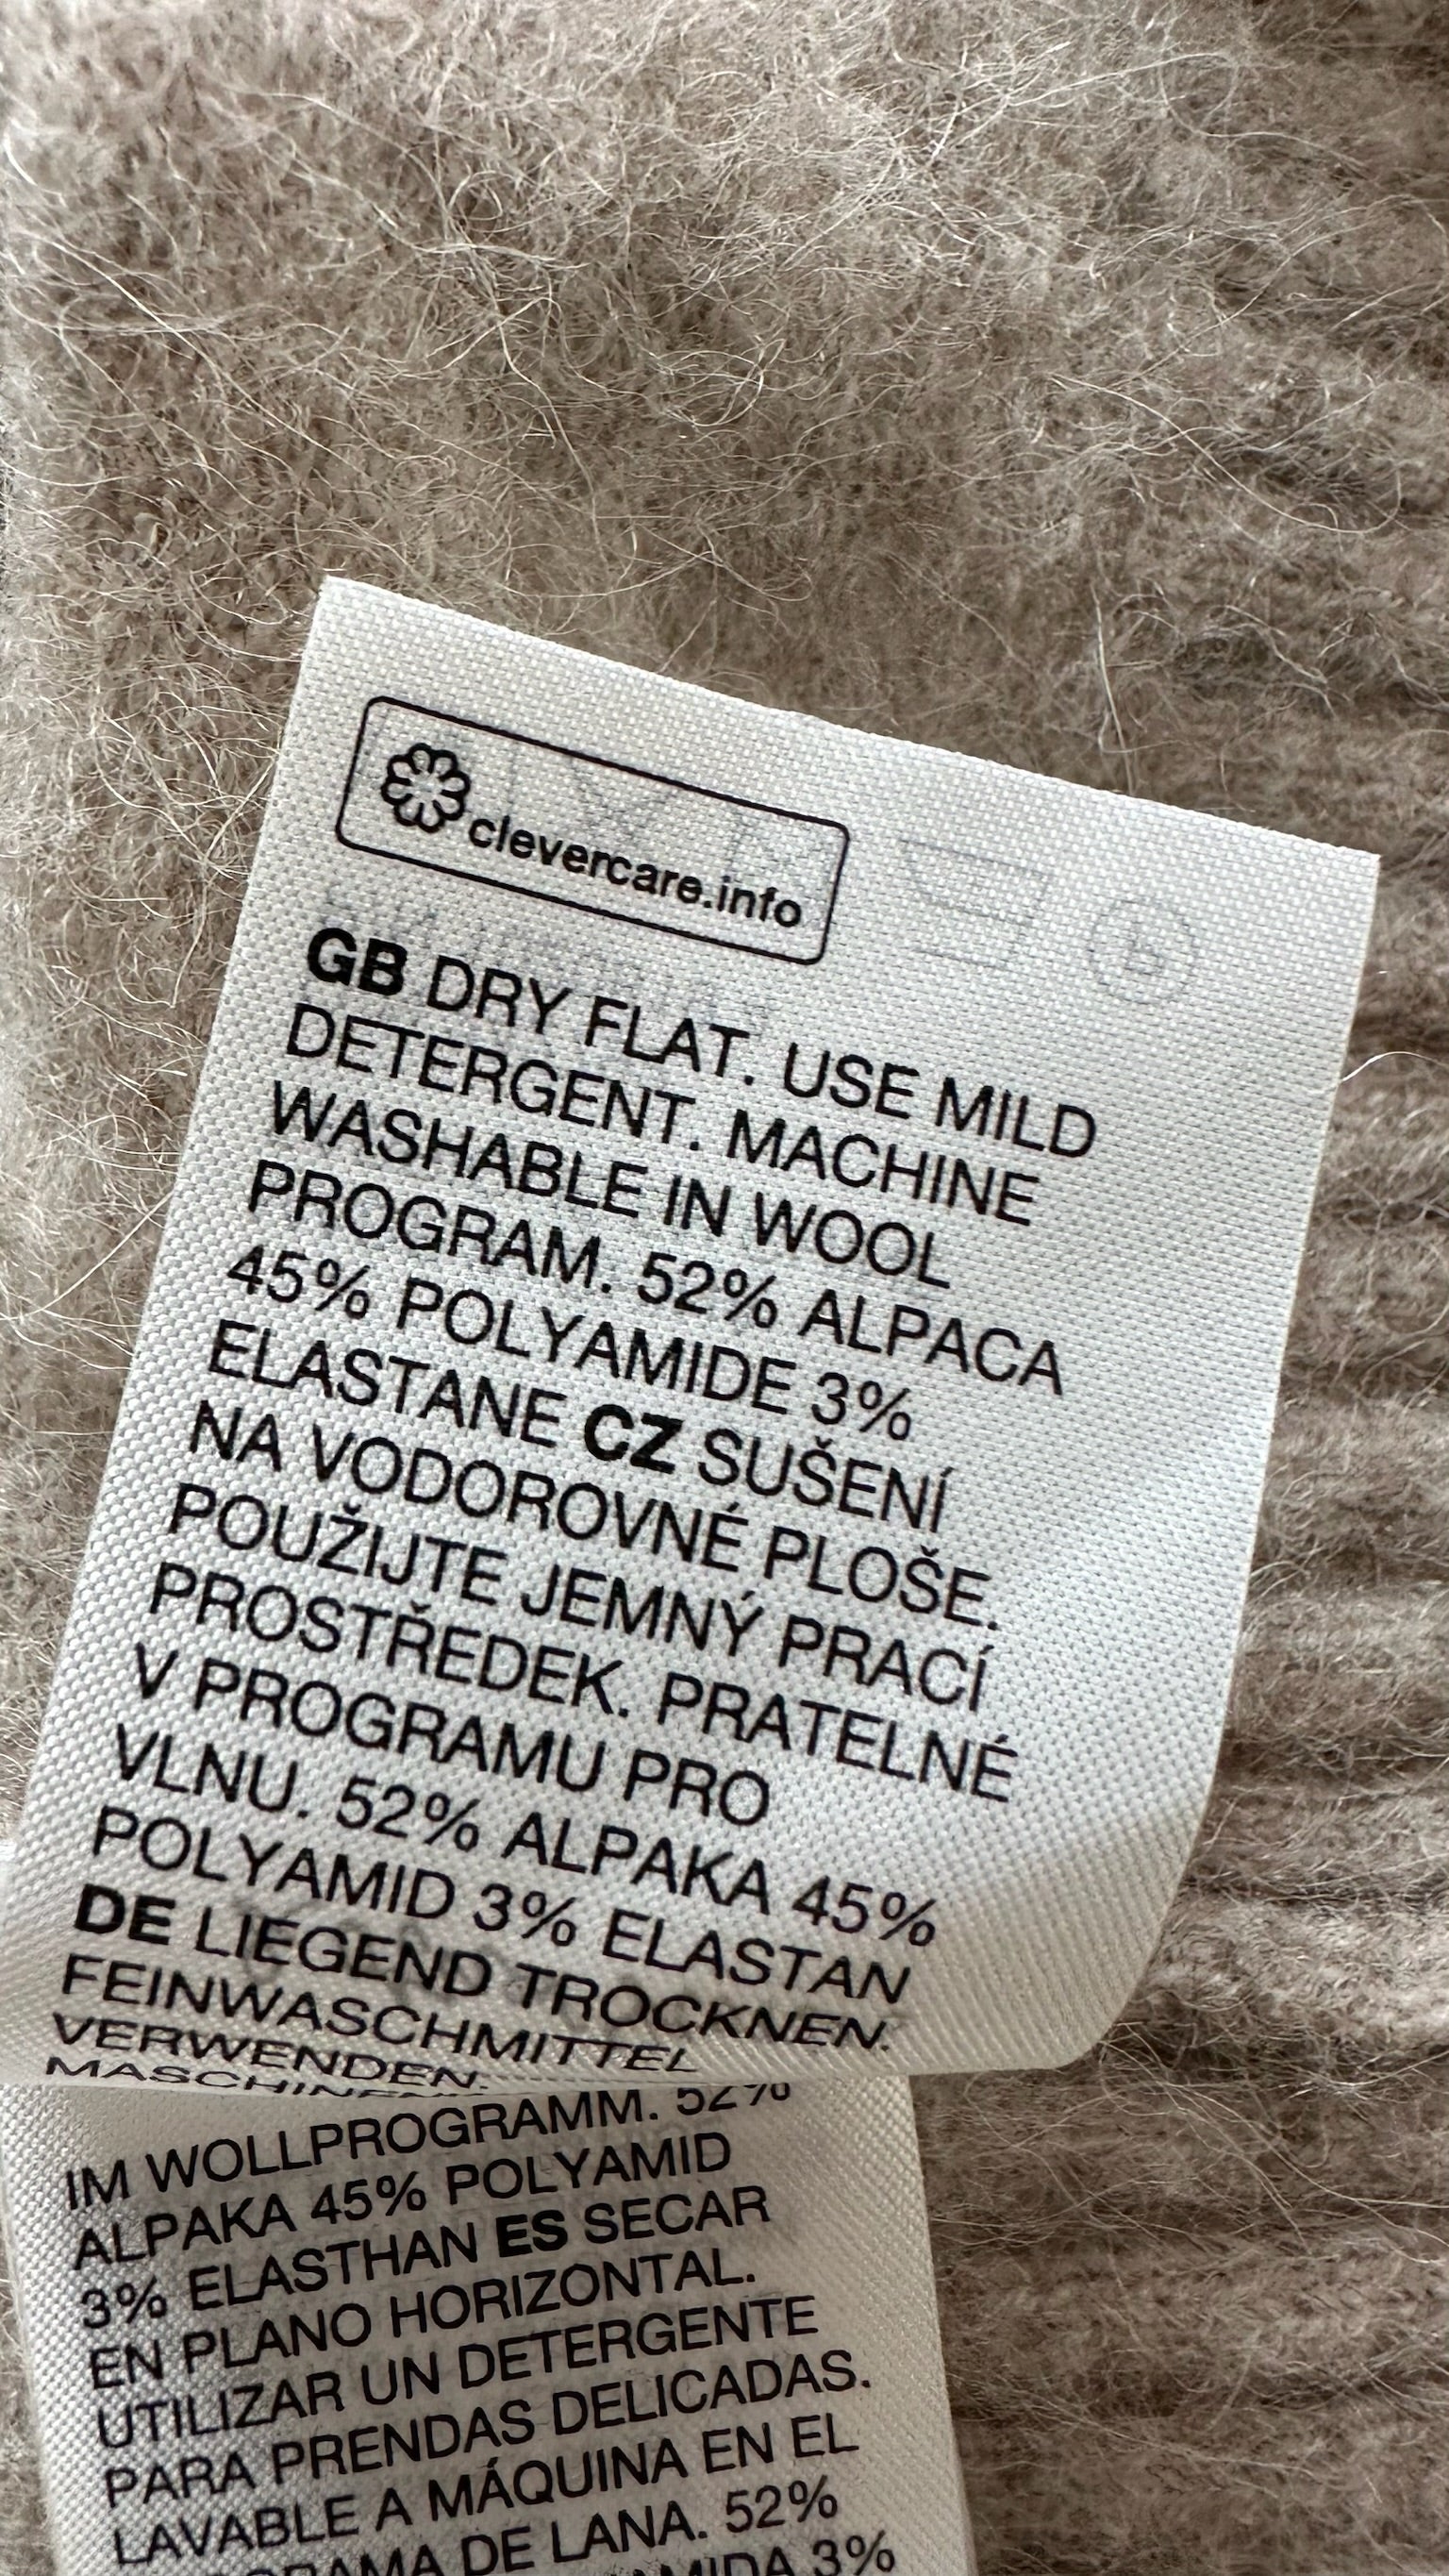 clevercare.info
GB DRY FLAT. USE MILD
DETERGENT. MACHINE
WASHABLE IN WOOL
PROGRAM. 52% ALPACA
45% POLYAMIDE 3%
ELASTANE CZ SUŠENÍ
NA VODOROVNÉ PLOŠE.
POUŽIJTE JEMNÝ PRACÍ
PROSTŘEDEK. PRATELNÉ
V PROGRAMU PRO
VLNU. 52% ALPAKA 45%
POLYAMID 3% ELASTAN
DE LIEGEND TROCKNEN.
FEINWASCHMITTEL
VERWENDEN.
IM WOLLPROGRAMM. 52%
ALPAKA 45% POLYAMID
3% ELASTHAN ES SECAR
EN PLANO HORIZONTAL.
UTILIZAR UN DETERGENTE
PARA PRENDAS DELICADAS.
LAVABLE A MÁQUINA EN EL
DE LANA. 52%
3%